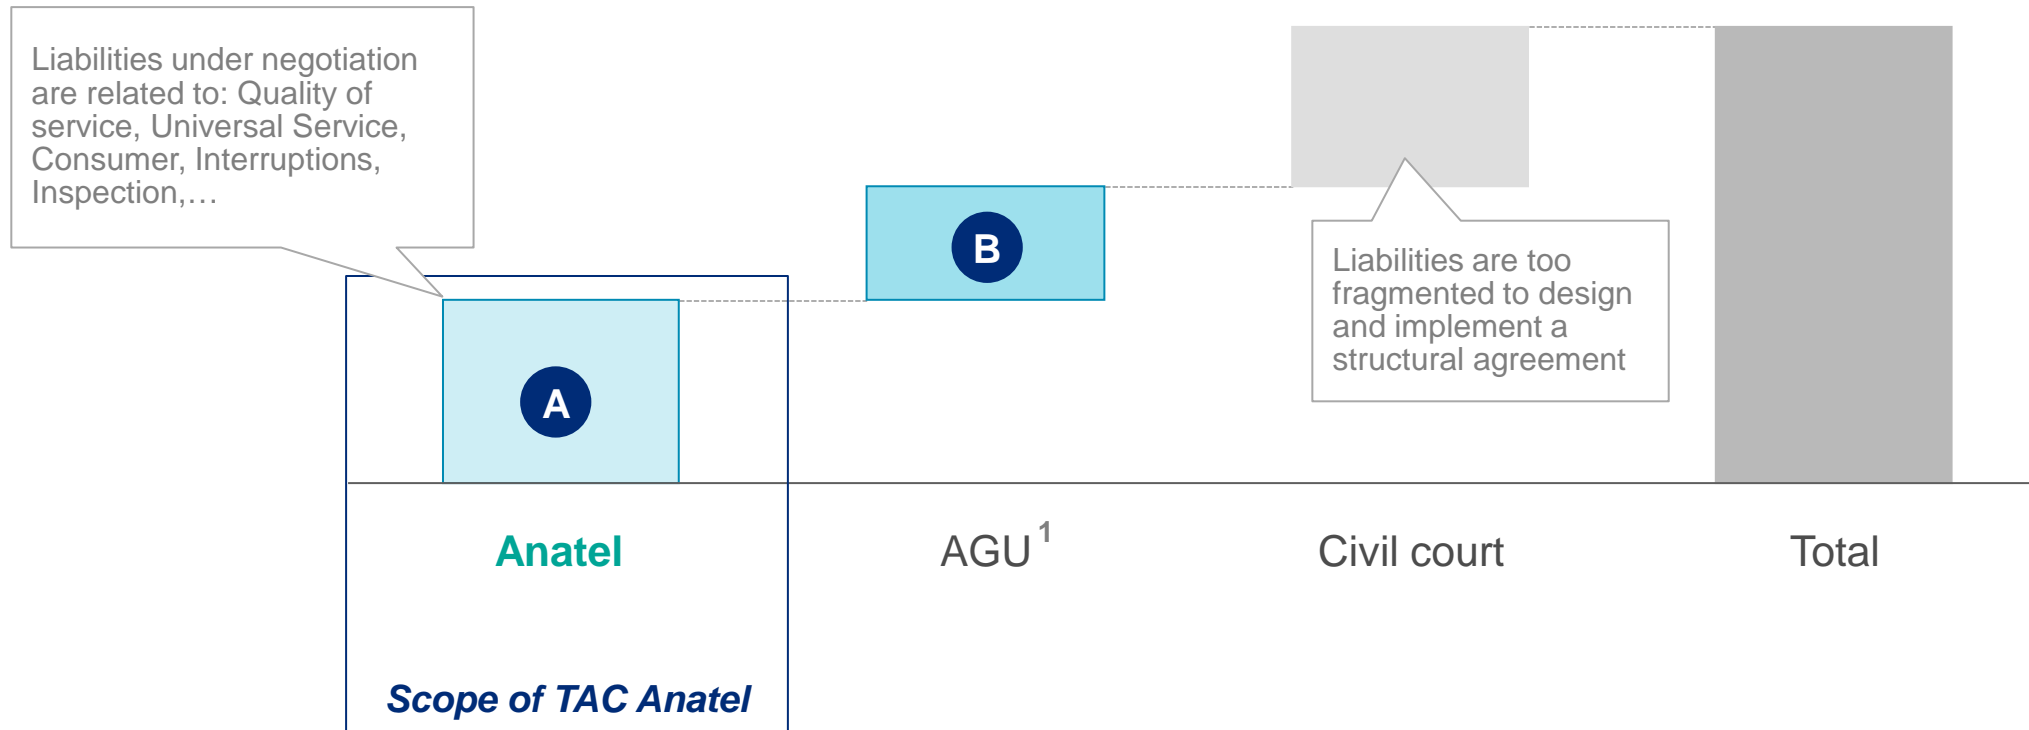 Liabilities under negotiation
are related to: Quality of
service, Universal Service,
Consumer, Interruptions,
Inspection,…
B
Liabilities are too
fragmented to design
and implement a
structural agreement
A
Anatel
AGU 1
Civil court
Total
Scope of TAC Anatel